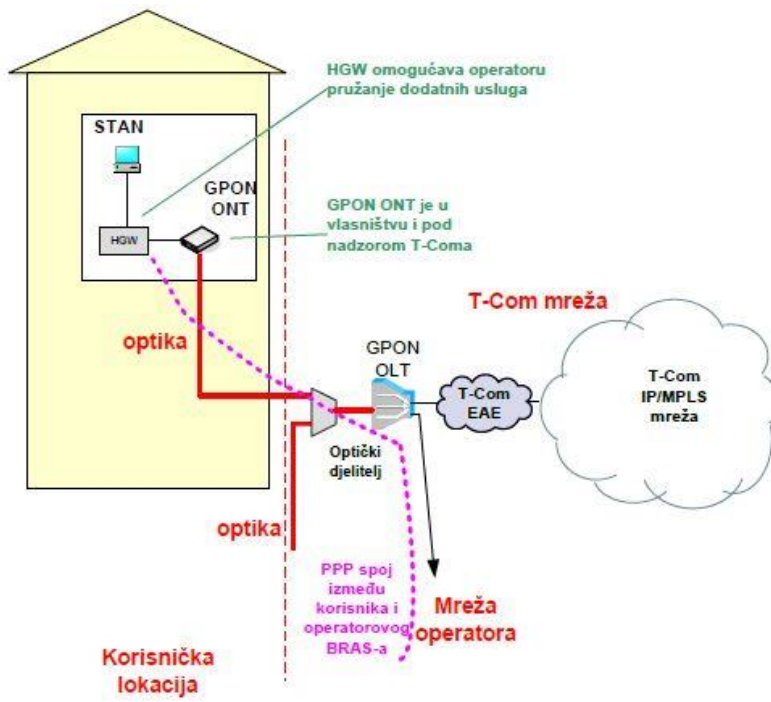 HGW omogućava operatoru
pružanje dodatnih usluga
STAN
GPON
ONT
HGW
GPON ONT je u
vlasništvu i pod
nadzorom T-Coma
T-Com mreža
optika
GPON
OLT
T-Com
EAE
T-Com
IP/MPLS
mreža
Optički
djelitelj
optika
PPP spoj
između
korisnika i
operatorovog
BRAS-a
Mreža
operatora
Korisnička
lokacija